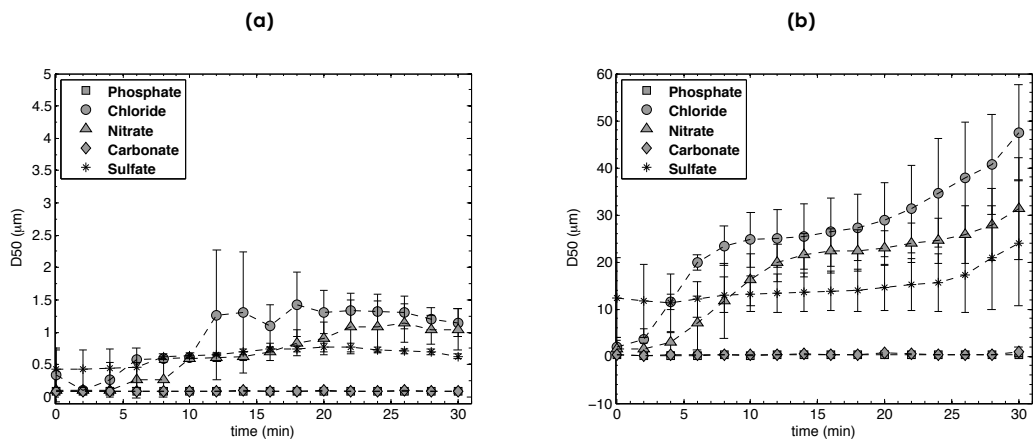 (a)
5
4.5
4
3.5
3
2.5
2
1.5
1
0.5
0
D50 (μm)
Phosphate
Chloride
Nitrate
Carbonate
Sulfate
0 5 10 15 20 25 30
time (min)
(b)
60
50
40
30
20
10
0
−10
D50 (μm)
Phosphate
Chloride
Nitrate
Carbonate
Sulfate
0 5 10 15 20 25 30
time (min)